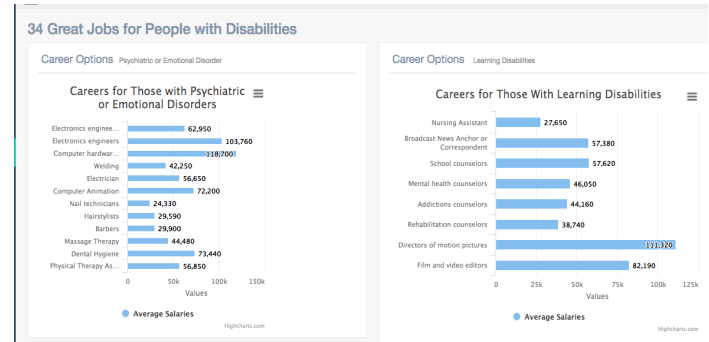 34 Great Jobs for People with Disabilities
Career Options Psychiatric or Emotional Disorder
Careers for Those with Psychiatric
or Emotional Disorders
Electronics enginee... 62,950
Electronics engineers 103,760
Computer hardwar... 118,700
Welding 42,250
Electrician 56,650
Computer Animation 72,200
Nail technicians 24,330
Hairstylists 29,590
Barbers 29,900
Massage Therapy 44,480
Dental Hygiene 73,440
Physical Therapy As... 56,850
0 50k 100k 150k
Values
Average Salaries
Highcharts.com
Career Options Learning Disabilities
Careers for Those With Learning Disabilities
Nursing Assistant 27,650
Broadcast News Anchor or
Correspondent 57,380
School counselors 57,620
Mental health counselors 46,050
Addictions counselors 44,160
Rehabilitation counselors 38,740
Directors of motion pictures 111,320
Film and video editors 82,190
0 25k 50k 75k 100k 125k
Values
Average Salaries
Highcharts.com